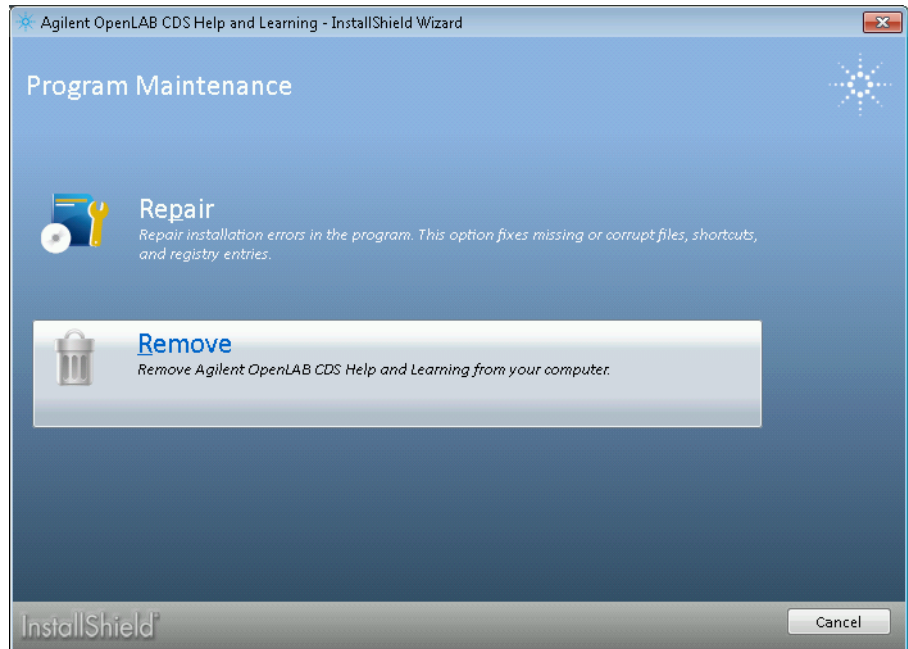 Agilent OpenLAB CDS Help and Learning - InstallShield Wizard
Program Maintenance
Repair
Repair installation errors in the program. This option fixes missing or corrupt files, shortcuts,
and registry entries.
Remove
Remove Agilent OpenLAB CDS Help and Learning from your computer.
InstallShield
Cancel